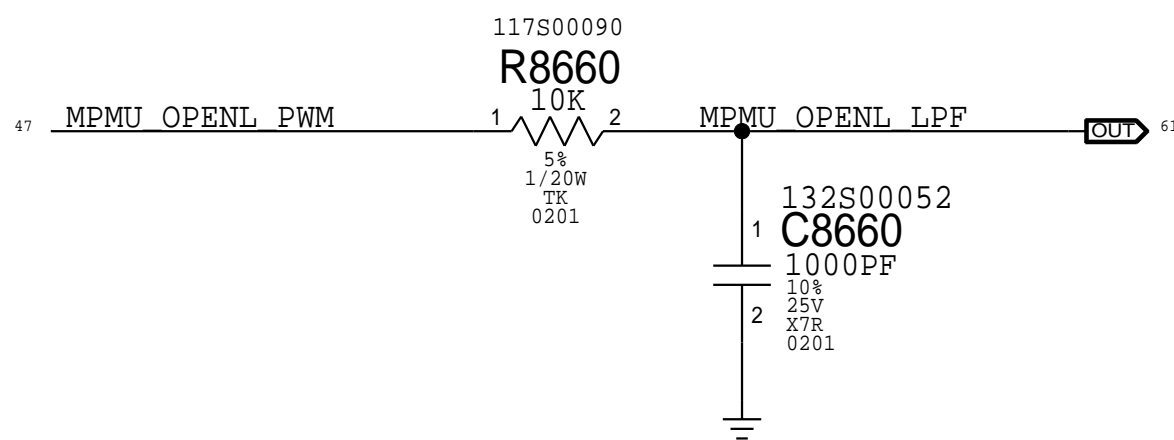 117S00090
R8660
10K
47 MPMU_OPENL_PWM 1 2 MPMU_OPENL_LPF OUT 61
5%
1/20W
TK
0201
132S00052
1 C8660
1000PF
10%
25V
2 X7R
0201